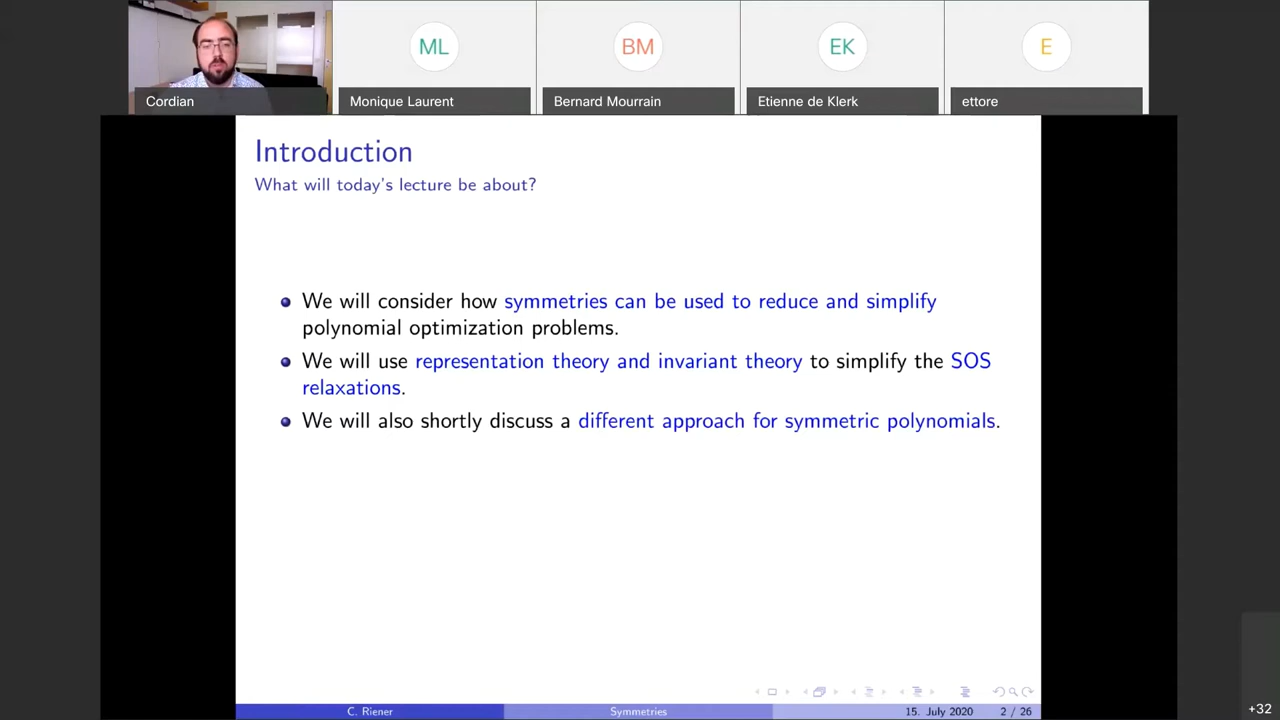 ML
BM
EK
E
Cordian
Monique Laurent
Bernard Mourrain
Etienne de Klerk
ettore
Introduction
What will today's lecture be about?
We will consider how symmetries can be used to reduce and simplify
polynomial optimization problems.
We will use representation theory and invariant theory to simplify the SOS
relaxations.
We will also shortly discuss a different approach for symmetric polynomials.
C. Riener
Symmetries
15. July 2020
2 / 26
+32